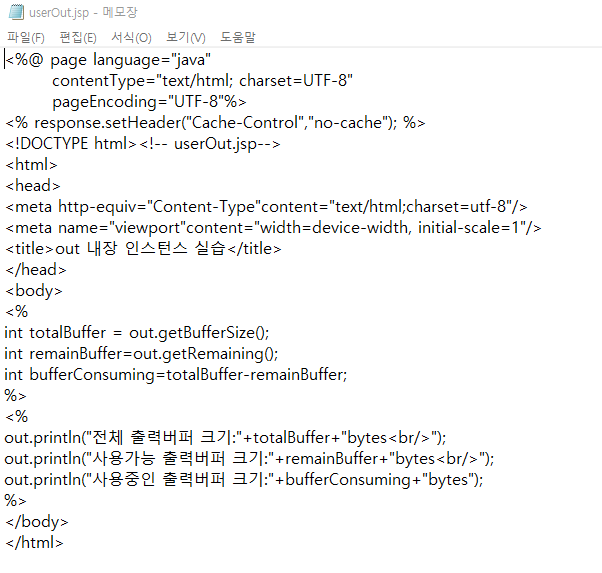 userOut.jsp - 메모장
파일(F) 편집(E) 서식(O) 보기(V) 도움말
<%@ page language="java"
contentType="text/html; charset=UTF-8"
pageEncoding="UTF-8"%>
<% response.setHeader("Cache-Control","no-cache"); %>
<!DOCTYPE html><!-- userOut.jsp-->
<html>
<head>
<meta http-equiv="Content-Type"content="text/html;charset=utf-8"/>
<meta name="viewport"content="width=device-width, initial-scale=1"/>
<title>out 내장 인스턴스 실습</title>
</head>
<body>
<%
int totalBuffer = out.getBufferSize();
int remainBuffer=out.getRemaining();
int bufferConsuming=totalBuffer-remainBuffer;
%>
<%
out.println("전체 출력버퍼 크기:"+totalBuffer+"bytes<br/>");
out.println("사용가능 출력버퍼 크기:"+remainBuffer+"bytes<br/>");
out.println("사용중인 출력버퍼 크기:"+bufferConsuming+"bytes");
%>
</body>
</html>